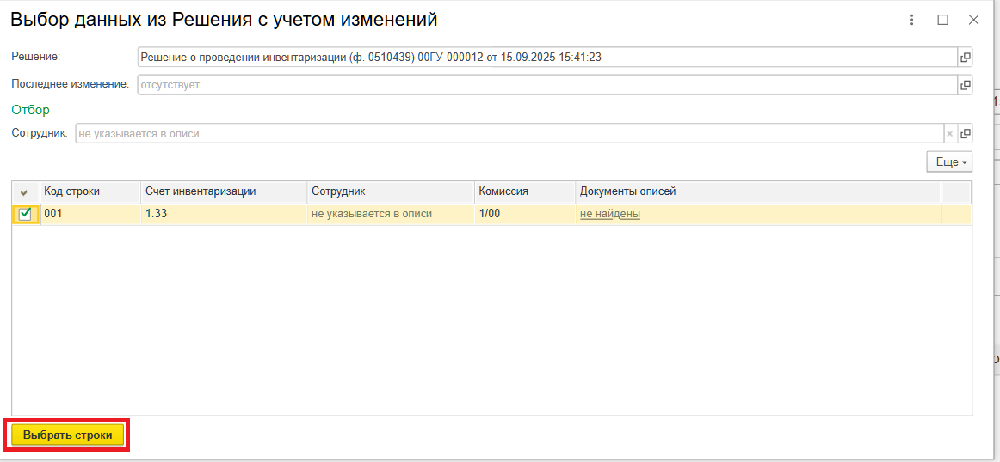 Выбор данных из Решения с учетом изменений
Решение: Решение о проведении инвентаризации (ф. 0510439) 00ГУ-000012 от 15.09.2025 15:41:23
Последнее изменение: отсутствует
Отбор
Сотрудник: не указывается в описи
Еще
Код строки Счет инвентаризации Сотрудник Комиссия Документы описей
001 1.33 не указывается в описи 1/00 не найдены
Выбрать строки